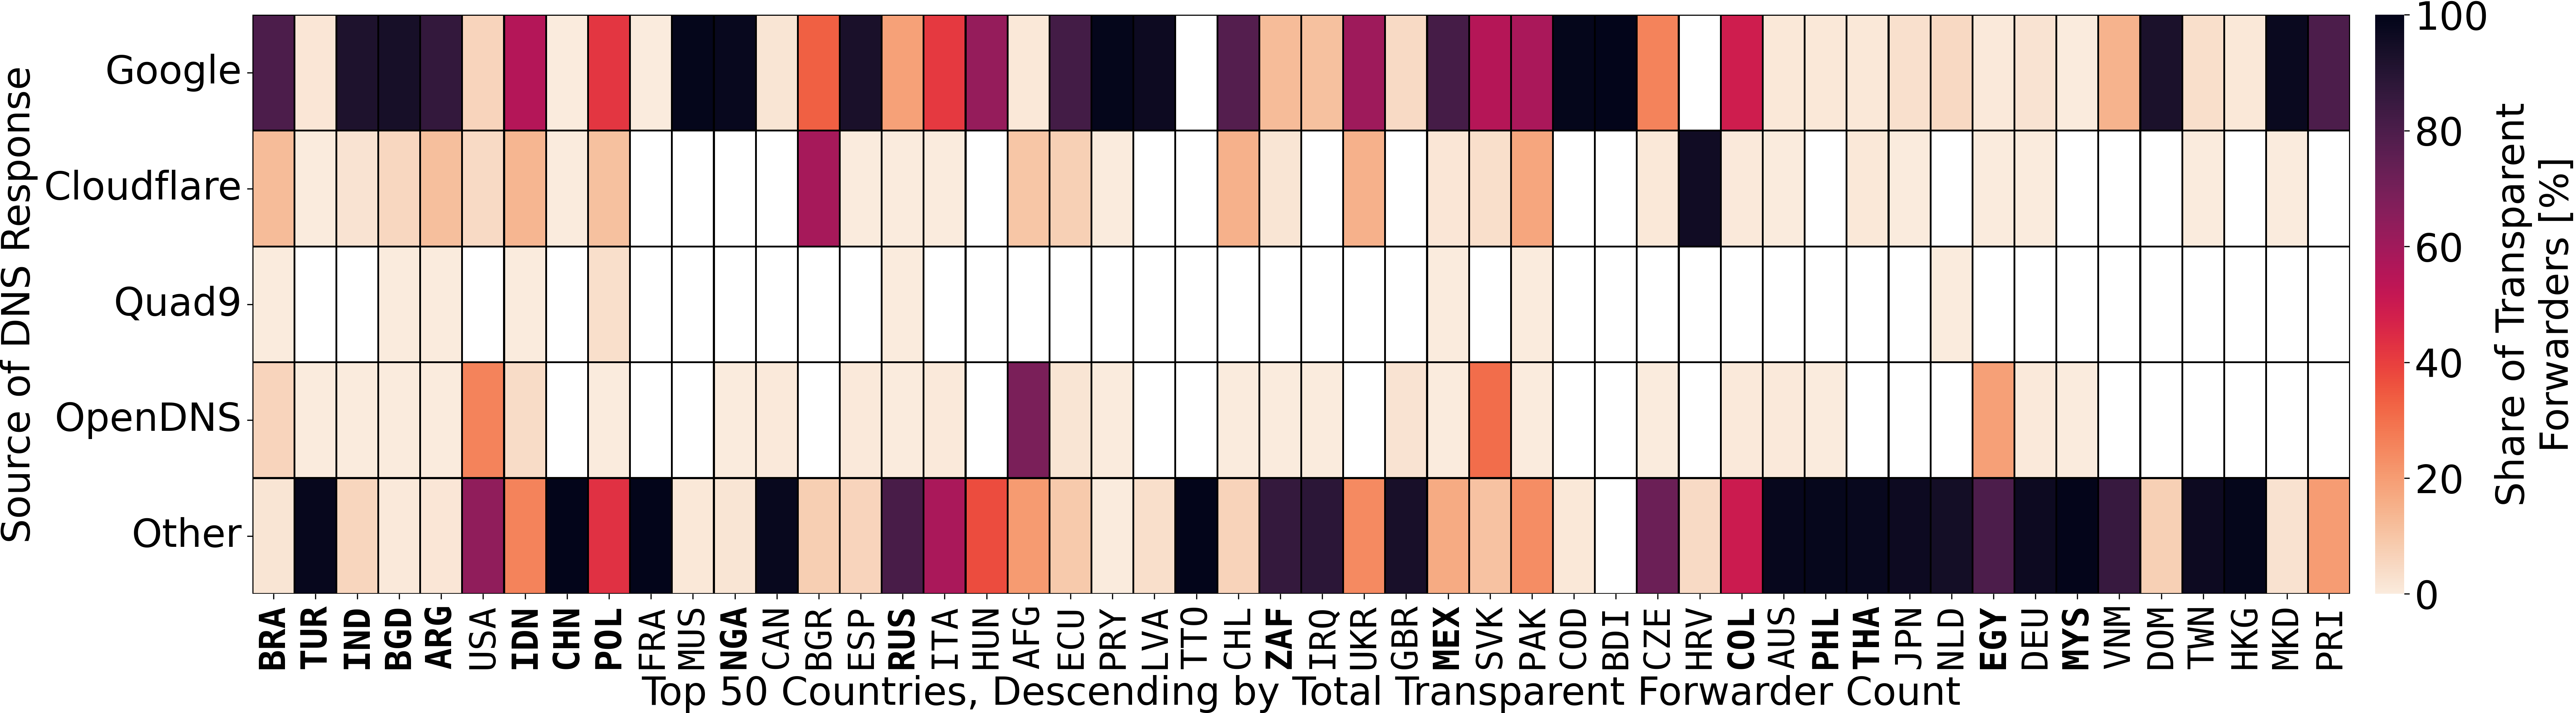 Source of DNS Response
Google
Cloudflare
Quad9
OpenDNS
Other
BRA
TUR
IND
BGD
ARG
USA
IDN
CHN
POL
FRA
MUS
NGA
CAN
BGR
ESP
RUS
ITA
HUN
AFG
ECU
PRY
LVA
TTO
CHL
ZAF
IRQ
UKR
GBR
MEX
SVK
PAK
COD
BDI
CZE
HRV
COL
AUS
PHL
THA
JPN
NLD
EGY
DEU
MYS
VNM
DOM
TWN
HKG
MKD
PRI
Top 50 Countries, Descending by Total Transparent Forwarder Count
100
80
60
40
20
0
Share of Transparent
Forwarders [%]